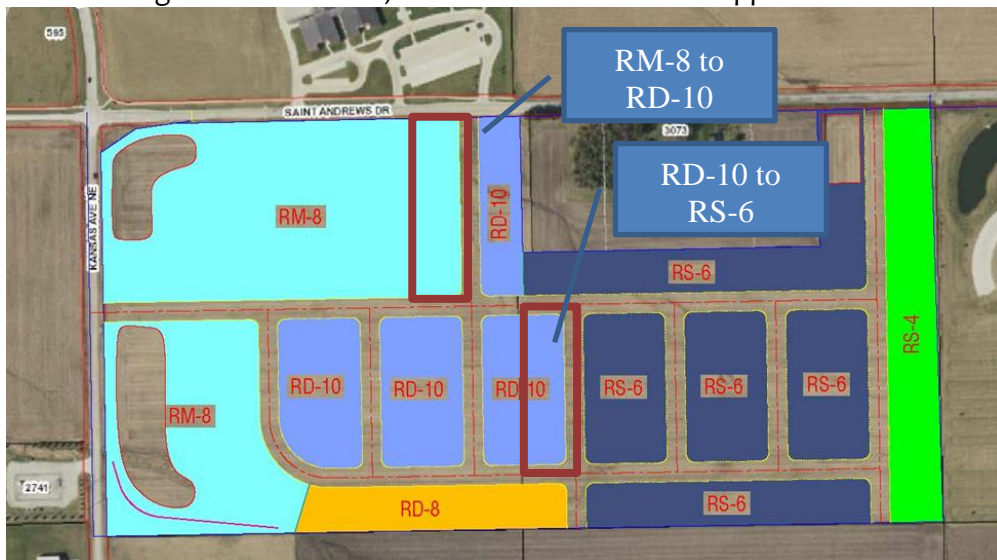 595
RM-8 to
RD-10
SAINT ANDREWS DR
3073
RD-10 to
RS-6
KANSAS AVE NE
RM-8
RD-10
RS-6
RS-4
RM-8
RD-10
RD-10
RD-10
RS-6
RS-6
RS-6
2741
RD-8
RS-6